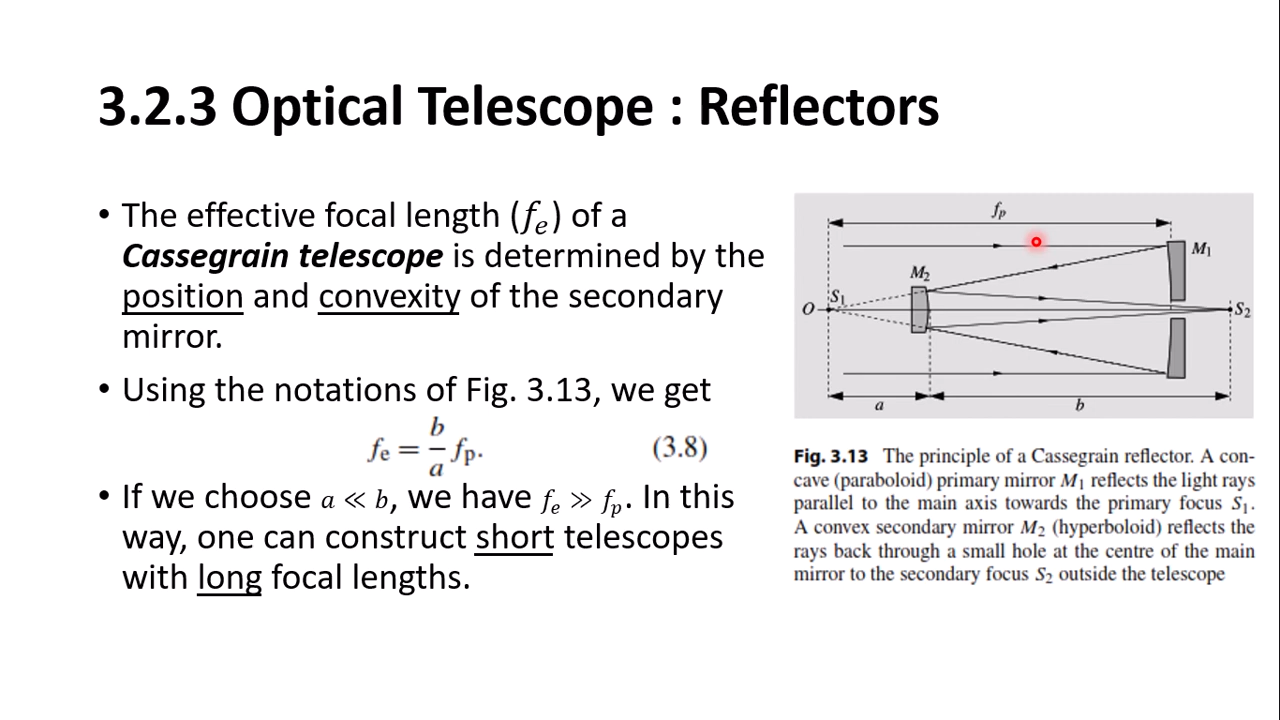 3.2.3 Optical Telescope : Reflectors
• The effective focal length (fₑ) of a
Cassegrain telescope is determined by the
position and convexity of the secondary
mirror.
• Using the notations of Fig. 3.13, we get
fₑ = b/a fₚ. (3.8)
• If we choose a ≪ b, we have fₑ ≫ fₚ. In this
way, one can construct short telescopes
with long focal lengths.
fₚ
M₁
M₂
O
S₁
S₂
a
b
Fig. 3.13 The principle of a Cassegrain reflector. A con-
cave (paraboloid) primary mirror M₁ reflects the light rays
parallel to the main axis towards the primary focus S₁.
A convex secondary mirror M₂ (hyperboloid) reflects the
rays back through a small hole at the centre of the main
mirror to the secondary focus S₂ outside the telescope